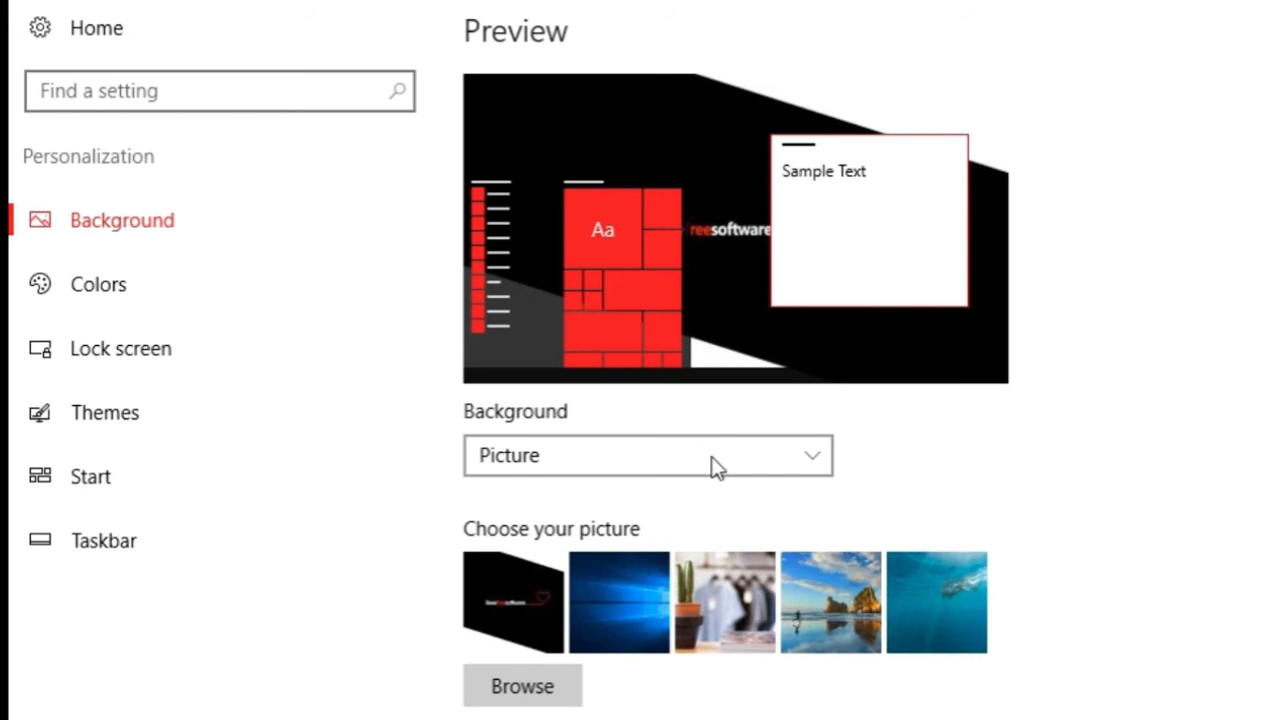 Home
Find a setting
Personalization
Background
Colors
Lock screen
Themes
Start
Taskbar
Preview
Sample Text
Aa
reesoftware
Background
Picture
Choose your picture
Browse